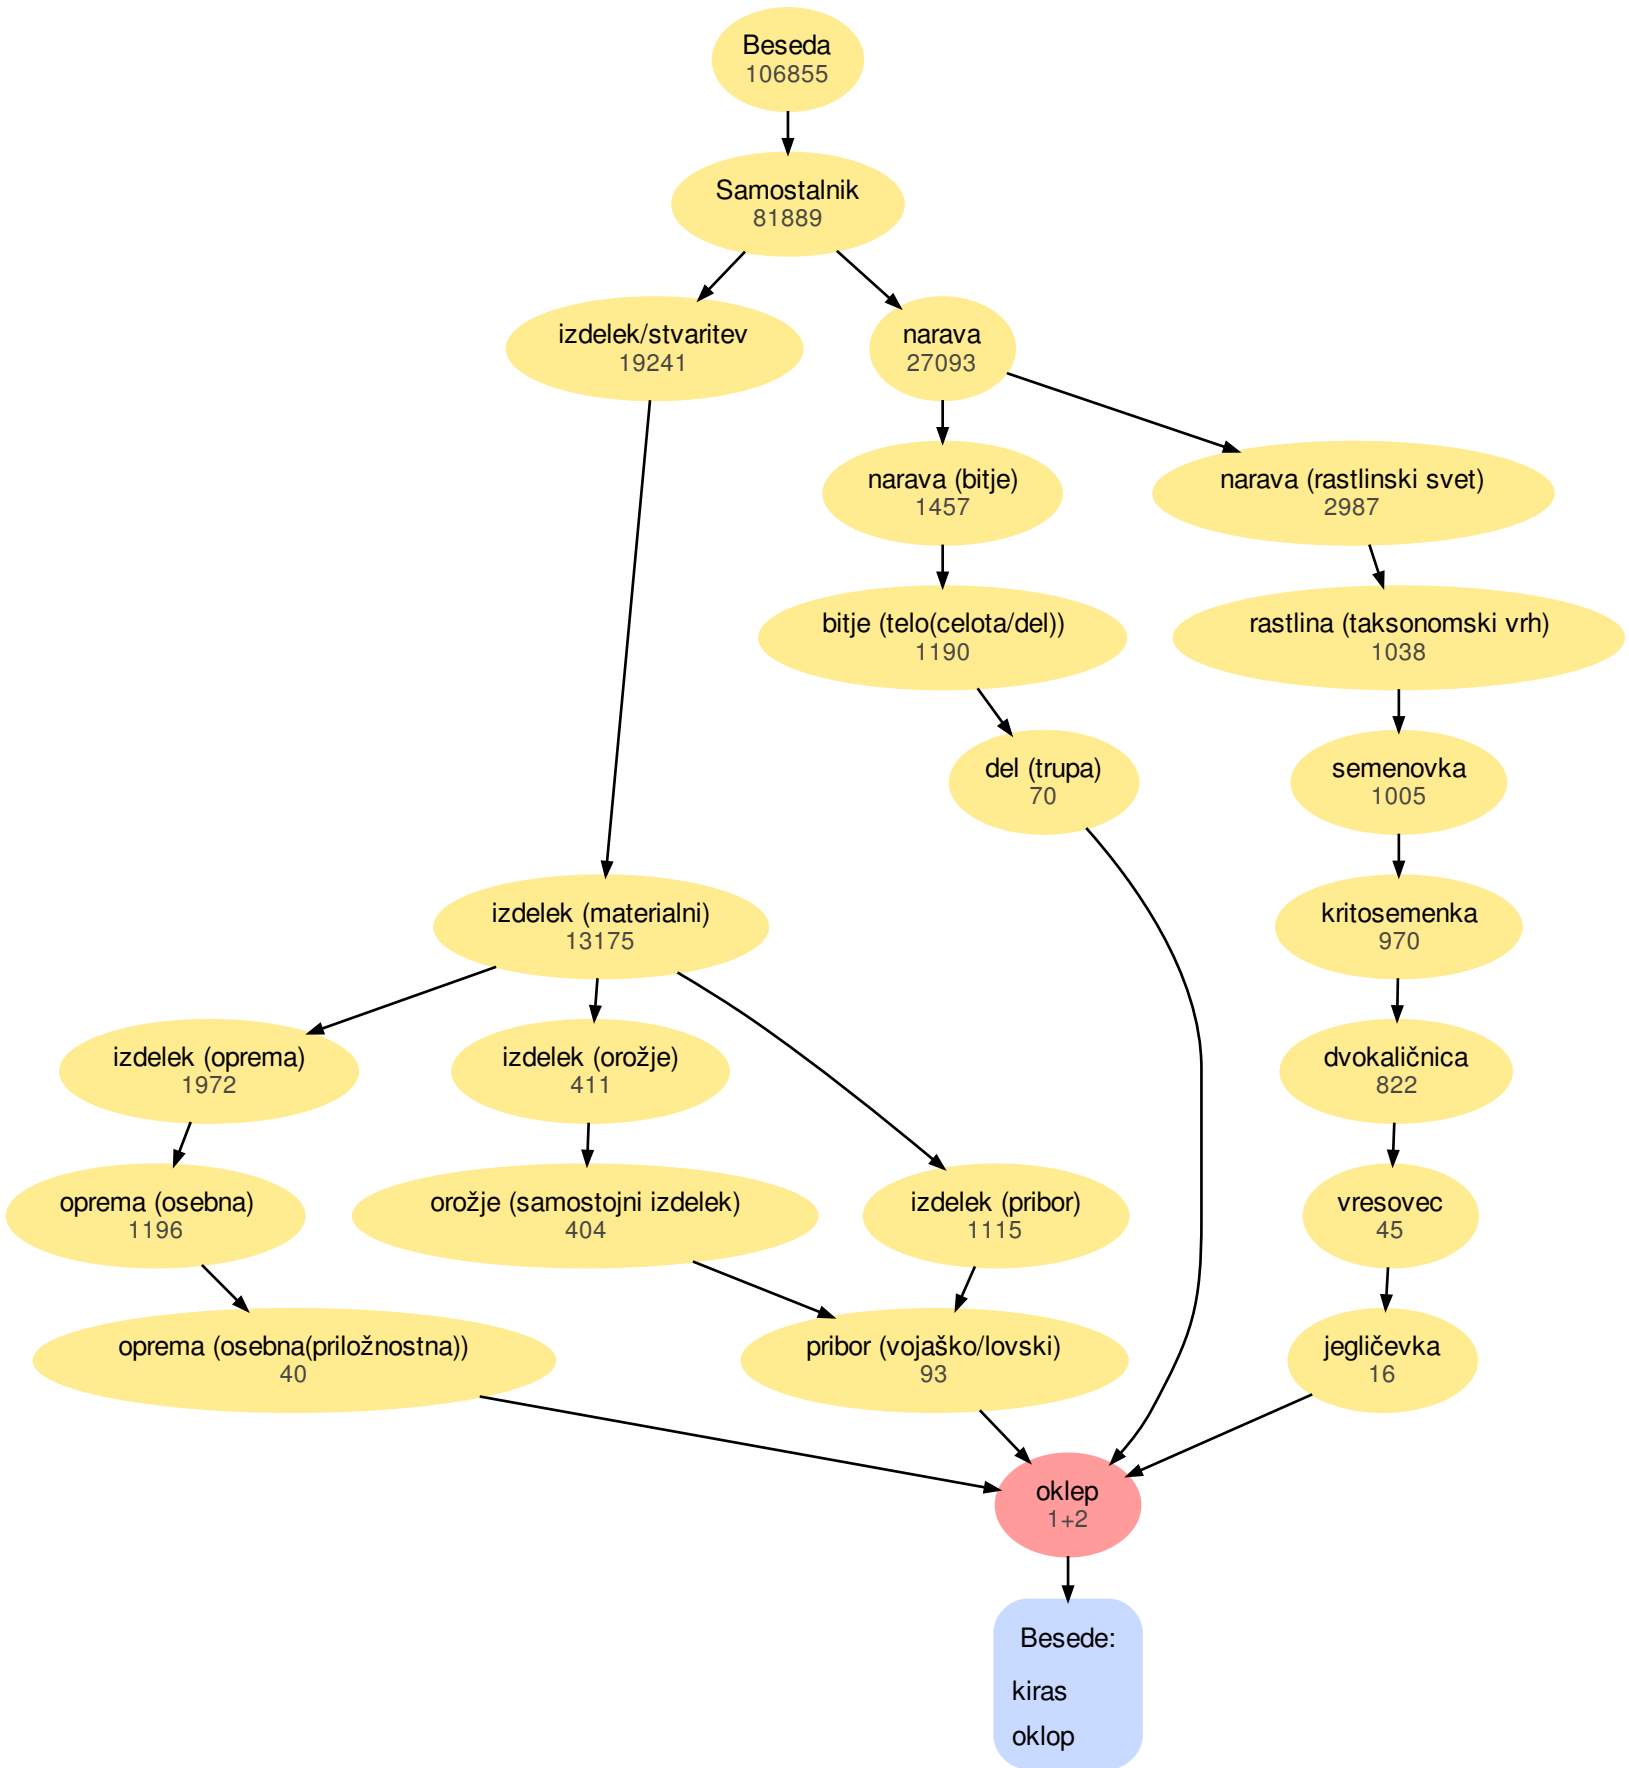 Beseda
106855
Samostalnik
81889
izdelek/stvaritev
19241
narava
27093
narava (bitje)
1457
narava (rastlinski svet)
2987
bitje (telo(celota/del))
1190
rastlina (taksonomski vrh)
1038
del (trupa)
70
semenovka
1005
izdelek (materialni)
13175
kritosemenka
970
izdelek (oprema)
1972
izdelek (orožje)
411
dvokaličnica
822
oprema (osebna)
1196
orožje (samostojni izdelek)
404
izdelek (pribor)
1115
vresovec
45
oprema (osebna(priložnostna))
40
pribor (vojaško/lovski)
93
jegličevka
16
oklep
1+2
Besede:
kiras
oklop